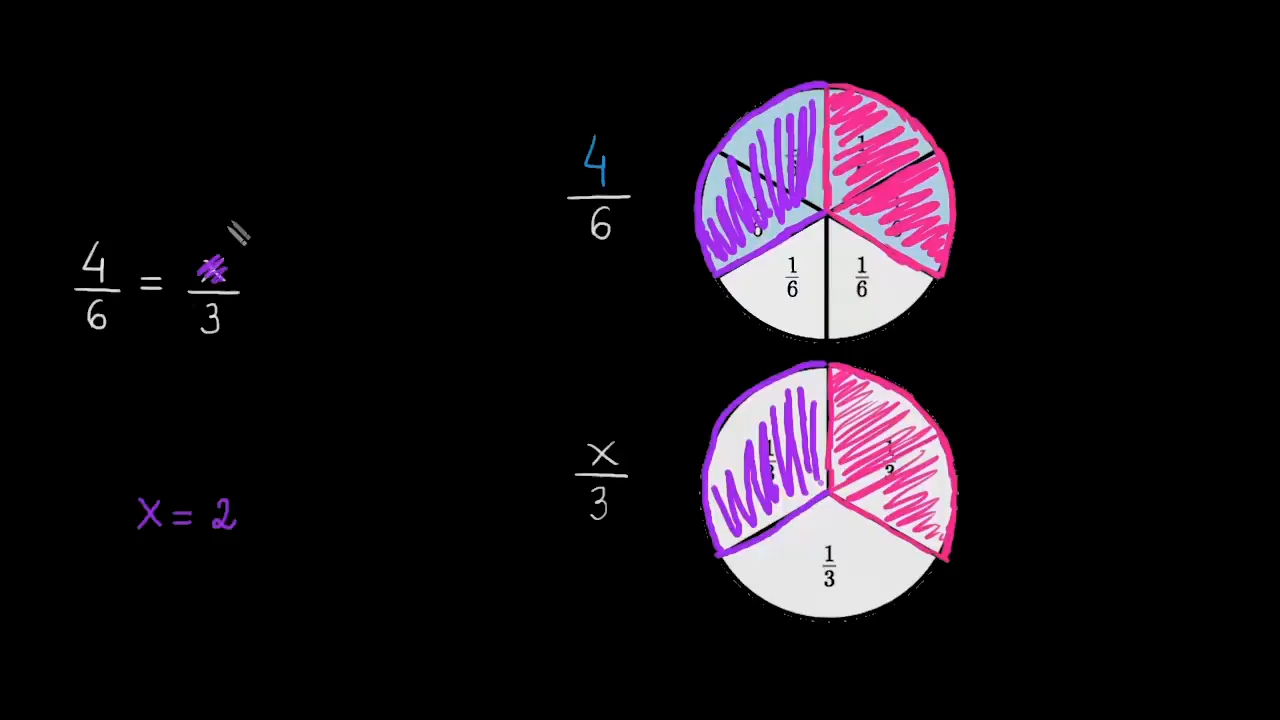 4/6 = x/3
x = 2
4/6
1/6 1/6
x/3
1/3